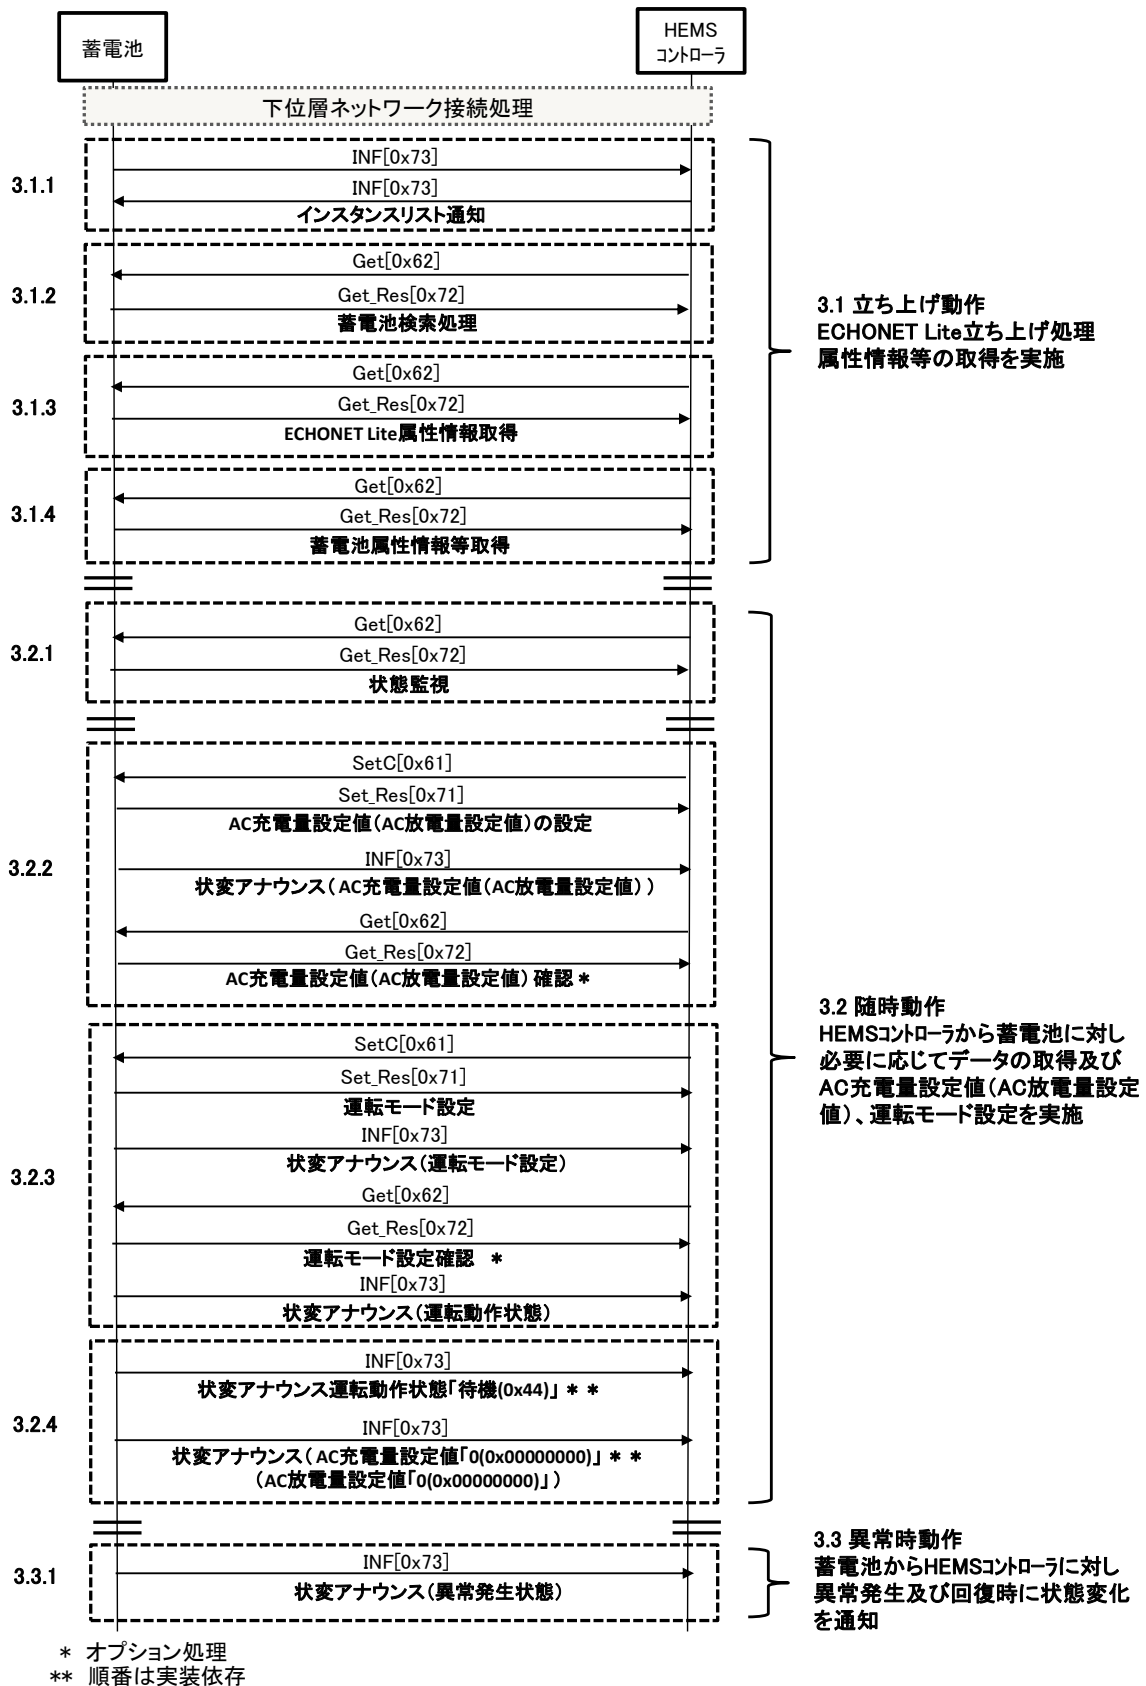 蓄電池
HEMS
コントローラ
下位層ネットワーク接続処理
3.1.1
INF[0x73]
INF[0x73]
インスタンスリスト通知
3.1.2
Get[0x62]
Get_Res[0x72]
蓄電池検索処理
3.1.3
Get[0x62]
Get_Res[0x72]
ECHONET Lite属性情報取得
3.1.4
Get[0x62]
Get_Res[0x72]
蓄電池属性情報等取得
3.1 立ち上げ動作
ECHONET Lite立ち上げ処理
属性情報等の取得を実施
3.2.1
Get[0x62]
Get_Res[0x72]
状態監視
3.2.2
SetC[0x61]
Set_Res[0x71]
AC充電量設定値(AC放電量設定値)の設定
INF[0x73]
状変アナウンス(AC充電量設定値(AC放電量設定値))
Get[0x62]
Get_Res[0x72]
AC充電量設定値(AC放電量設定値)確認 *
3.2.3
SetC[0x61]
Set_Res[0x71]
運転モード設定
INF[0x73]
状変アナウンス(運転モード設定)
Get[0x62]
Get_Res[0x72]
運転モード設定確認 *
INF[0x73]
状変アナウンス(運転動作状態)
3.2.4
INF[0x73]
状変アナウンス運転動作状態「待機(0x44)」 * *
INF[0x73]
状変アナウンス(AC充電量設定値「0(0x00000000)」 * *
(AC放電量設定値「0(0x00000000)」)
3.2 随時動作
HEMSコントローラから蓄電池に対し
必要に応じてデータの取得及び
AC充電量設定値(AC放電量設定
値)、運転モード設定を実施
3.3.1
INF[0x73]
状変アナウンス(異常発生状態)
3.3 異常時動作
蓄電池からHEMSコントローラに対し
異常発生及び回復時に状態変化
を通知
* オプション処理
** 順番は実装依存